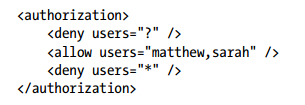 <authorization>
<deny users="?" />
<allow users="matthew,sarah" />
<deny users="*" />
</authorization>